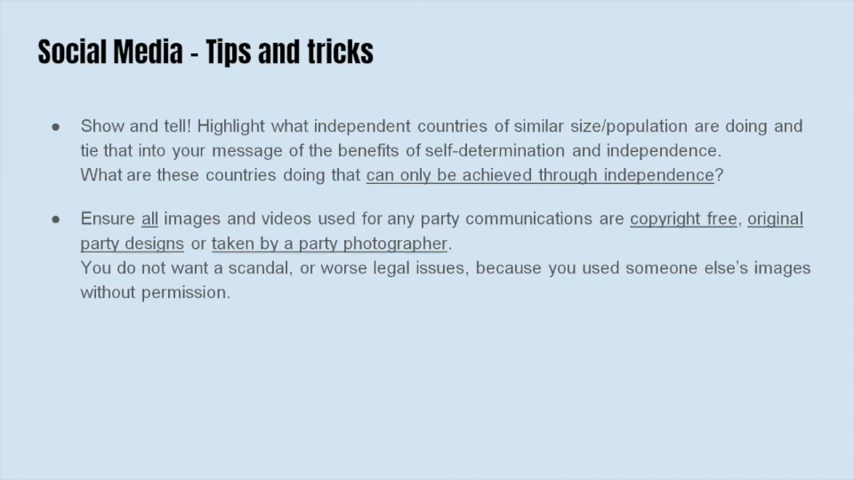 Social Media - Tips and tricks
● Show and tell! Highlight what independent countries of similar size/population are doing and
tie that into your message of the benefits of self-determination and independence.
What are these countries doing that can only be achieved through independence?
● Ensure all images and videos used for any party communications are copyright free, original
party designs or taken by a party photographer.
You do not want a scandal, or worse legal issues, because you used someone else's images
without permission.